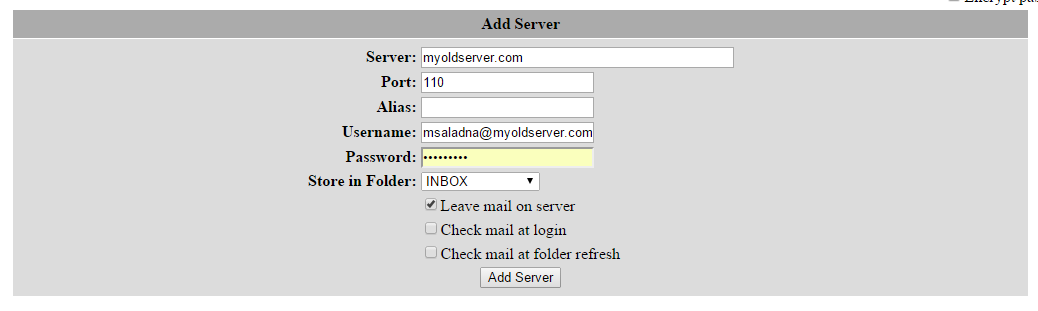 Add Server
Server: myoldserver.com
Port: 110
Alias:
Username: msaladna@myoldserver.com
Password: •••••••••
Store in Folder: INBOX
Leave mail on server
Check mail at login
Check mail at folder refresh
Add Server